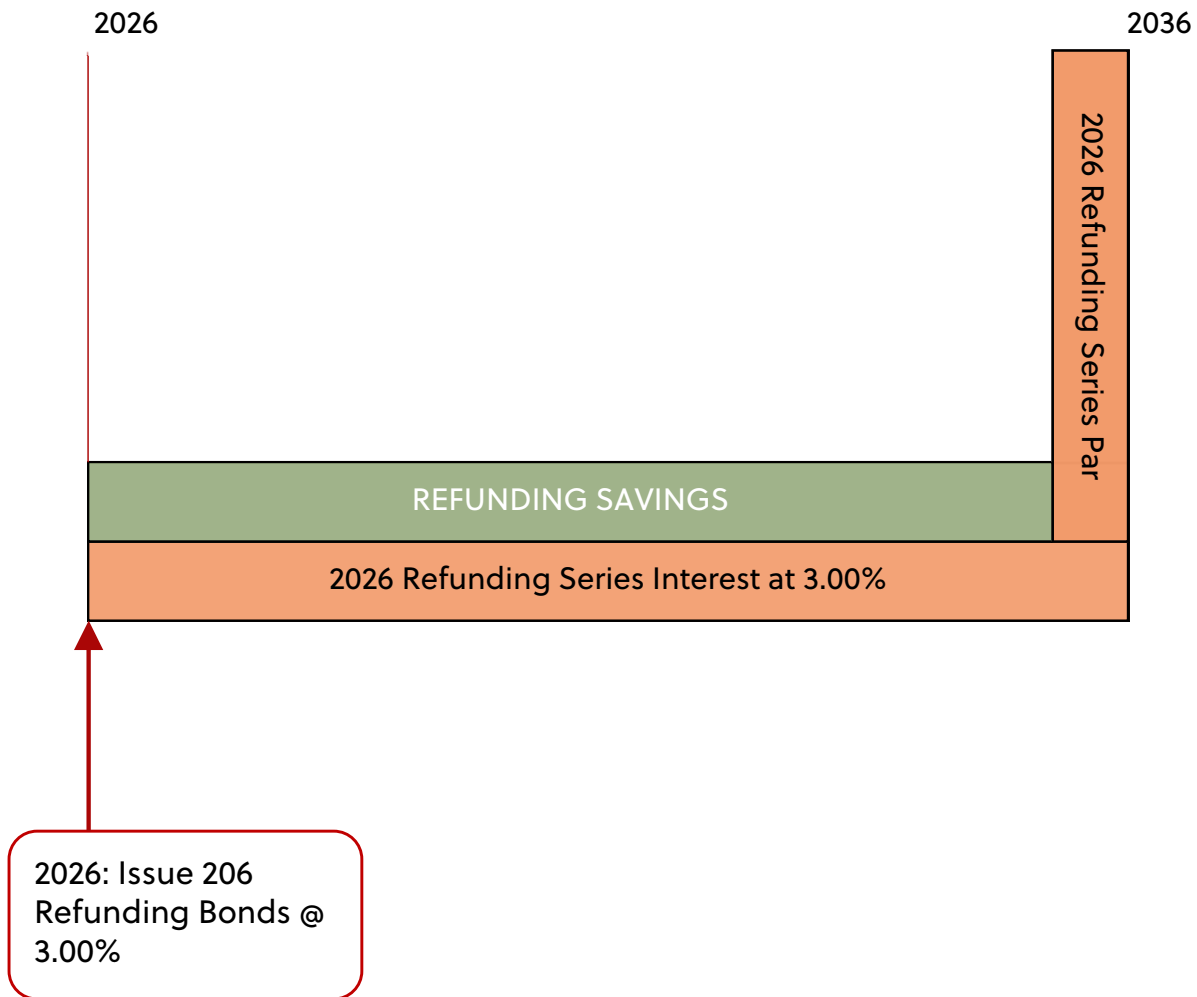 2026
2036
2026 Refunding Series Par
REFUNDING SAVINGS
2026 Refunding Series Interest at 3.00%
2026: Issue 206
Refunding Bonds @
3.00%